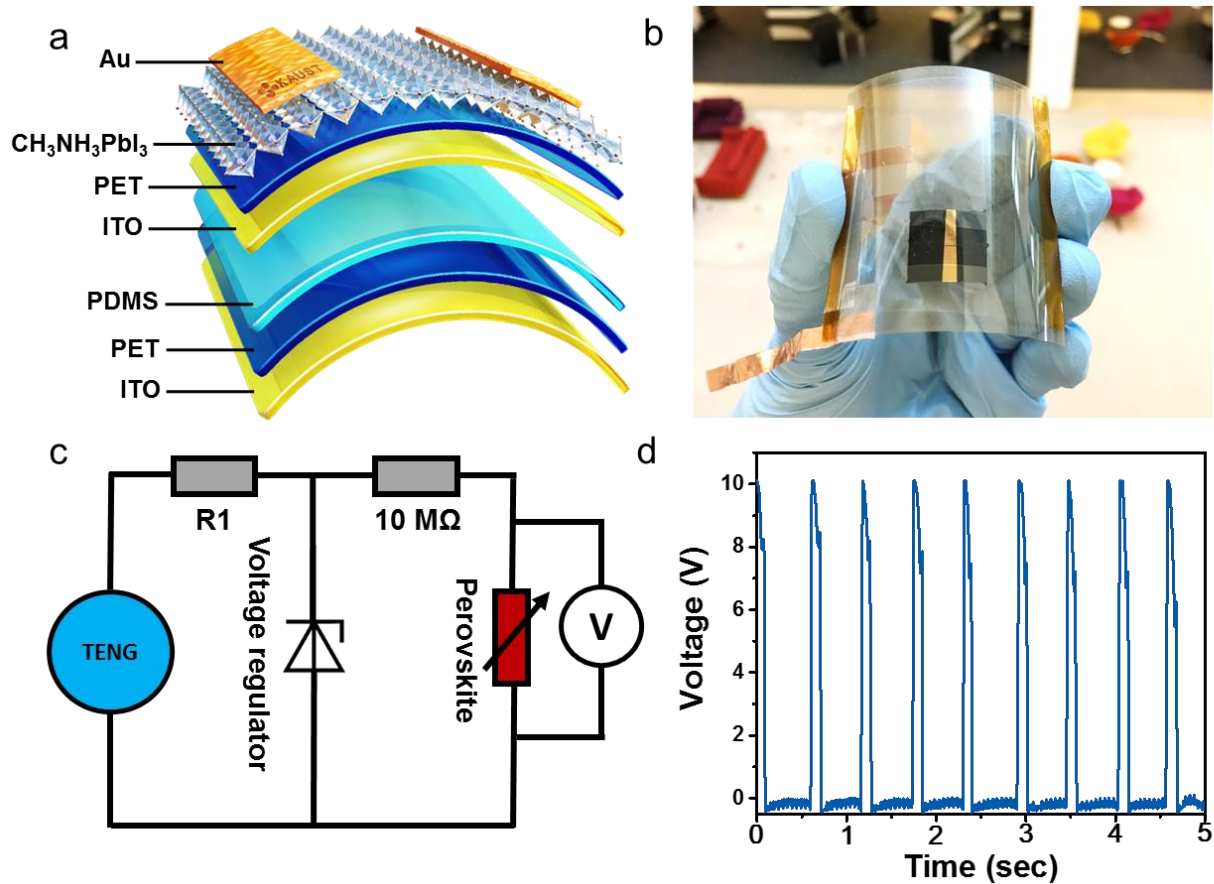 a
Au
KAUST
CH₃NH₃PbI₃
PET
ITO
PDMS
PET
ITO
b
c
R1
10 MΩ
TENG
Voltage regulator
Perovskite
V
d
Voltage (V)
10
8
6
4
2
0
0 1 2 3 4 5
Time (sec)